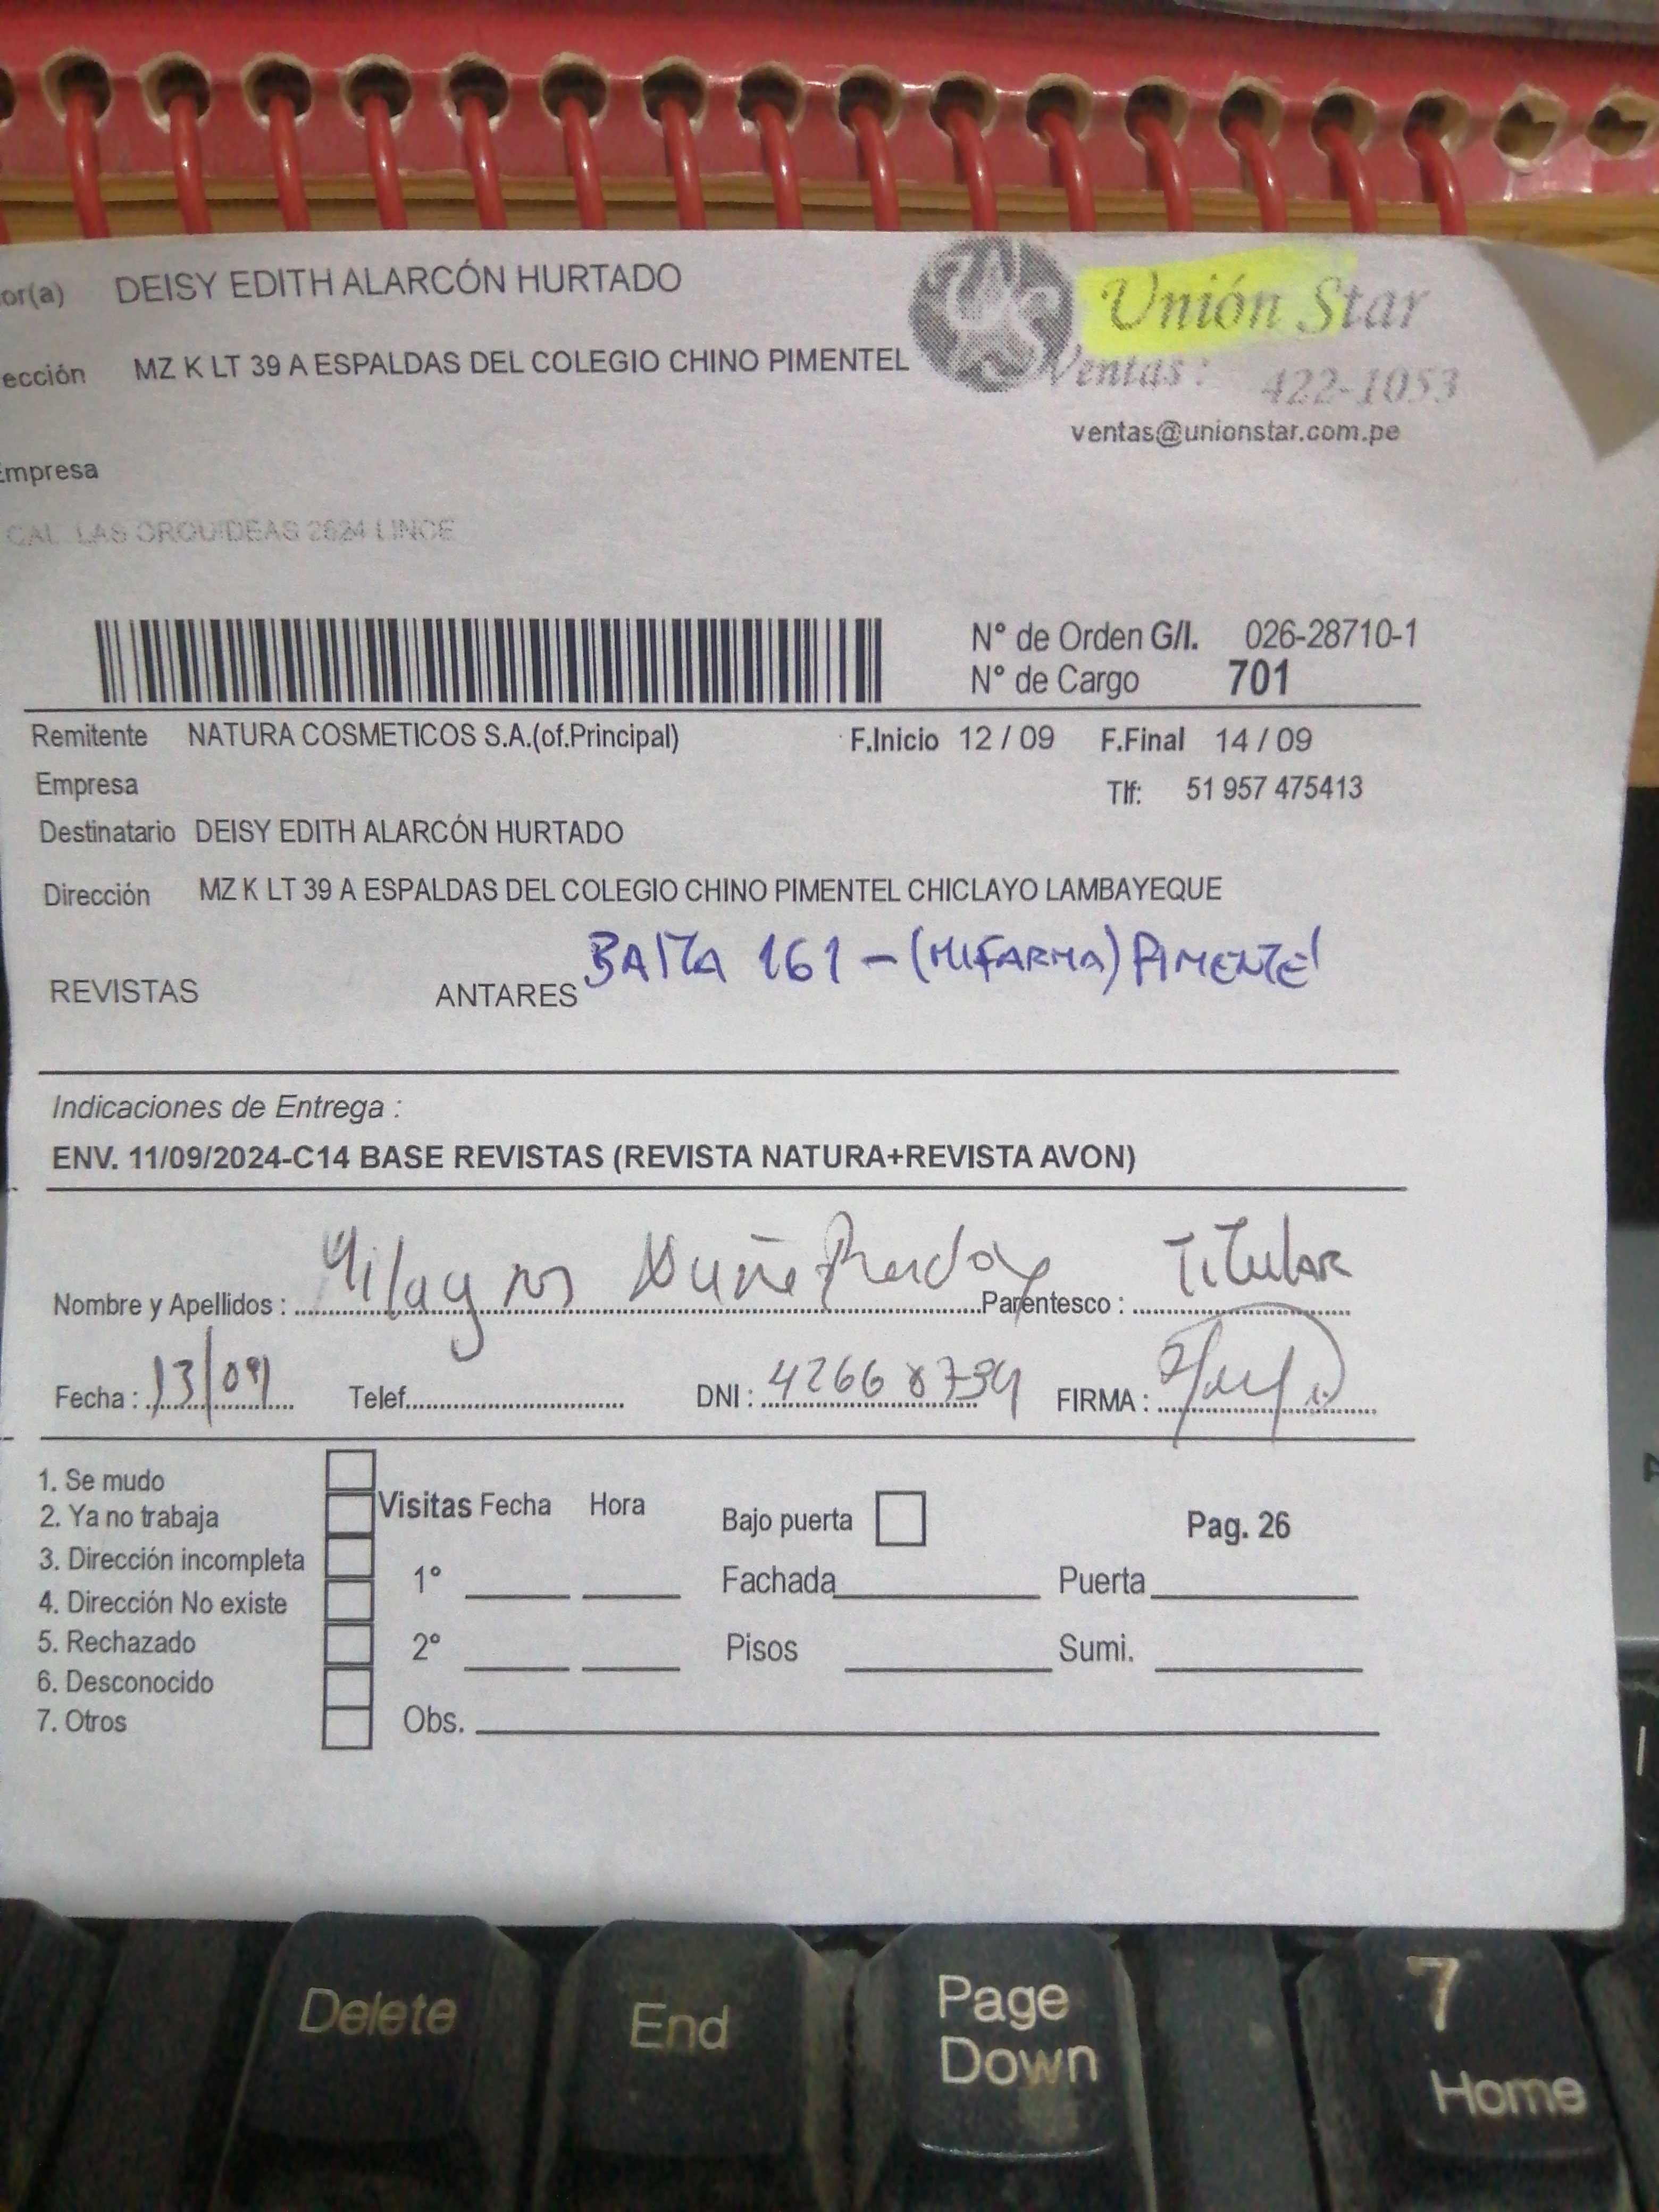 or(a) DEISY EDITH ALARCÓN HURTADO
Unión Star
ección MZ K LT 39 A ESPALDAS DEL COLEGIO CHINO PIMENTEL
Ventas: 422-1053
ventas@unionstar.com.pe
Empresa
CAL LAS ORQUIDEAS 2624 LINCE
N° de Orden G/I. 026-28710-1
N° de Cargo 701
Remitente NATURA COSMETICOS S.A.(of.Principal) F.Inicio 12 / 09 F.Final 14 / 09
Empresa Tlf: 51 957 475413
Destinatario DEISY EDITH ALARCÓN HURTADO
Dirección MZ K LT 39 A ESPALDAS DEL COLEGIO CHINO PIMENTEL CHICLAYO LAMBAYEQUE
BALTA 161 - (MIFARMA) PIMENTEL
REVISTAS ANTARES
Indicaciones de Entrega :
ENV. 11/09/2024-C14 BASE REVISTAS (REVISTA NATURA+REVISTA AVON)
Nombre y Apellidos : Milagros Parentesco : Titular
Fecha : 13/09 Telef. DNI : 42668739 FIRMA :
1. Se mudo
2. Ya no trabaja Visitas Fecha Hora Bajo puerta Pag. 26
3. Dirección incompleta
1° Fachada Puerta
4. Dirección No existe
5. Rechazado 2° Pisos Sumi.
6. Desconocido
7. Otros Obs.
Delete
End
Page
Down
7
Home